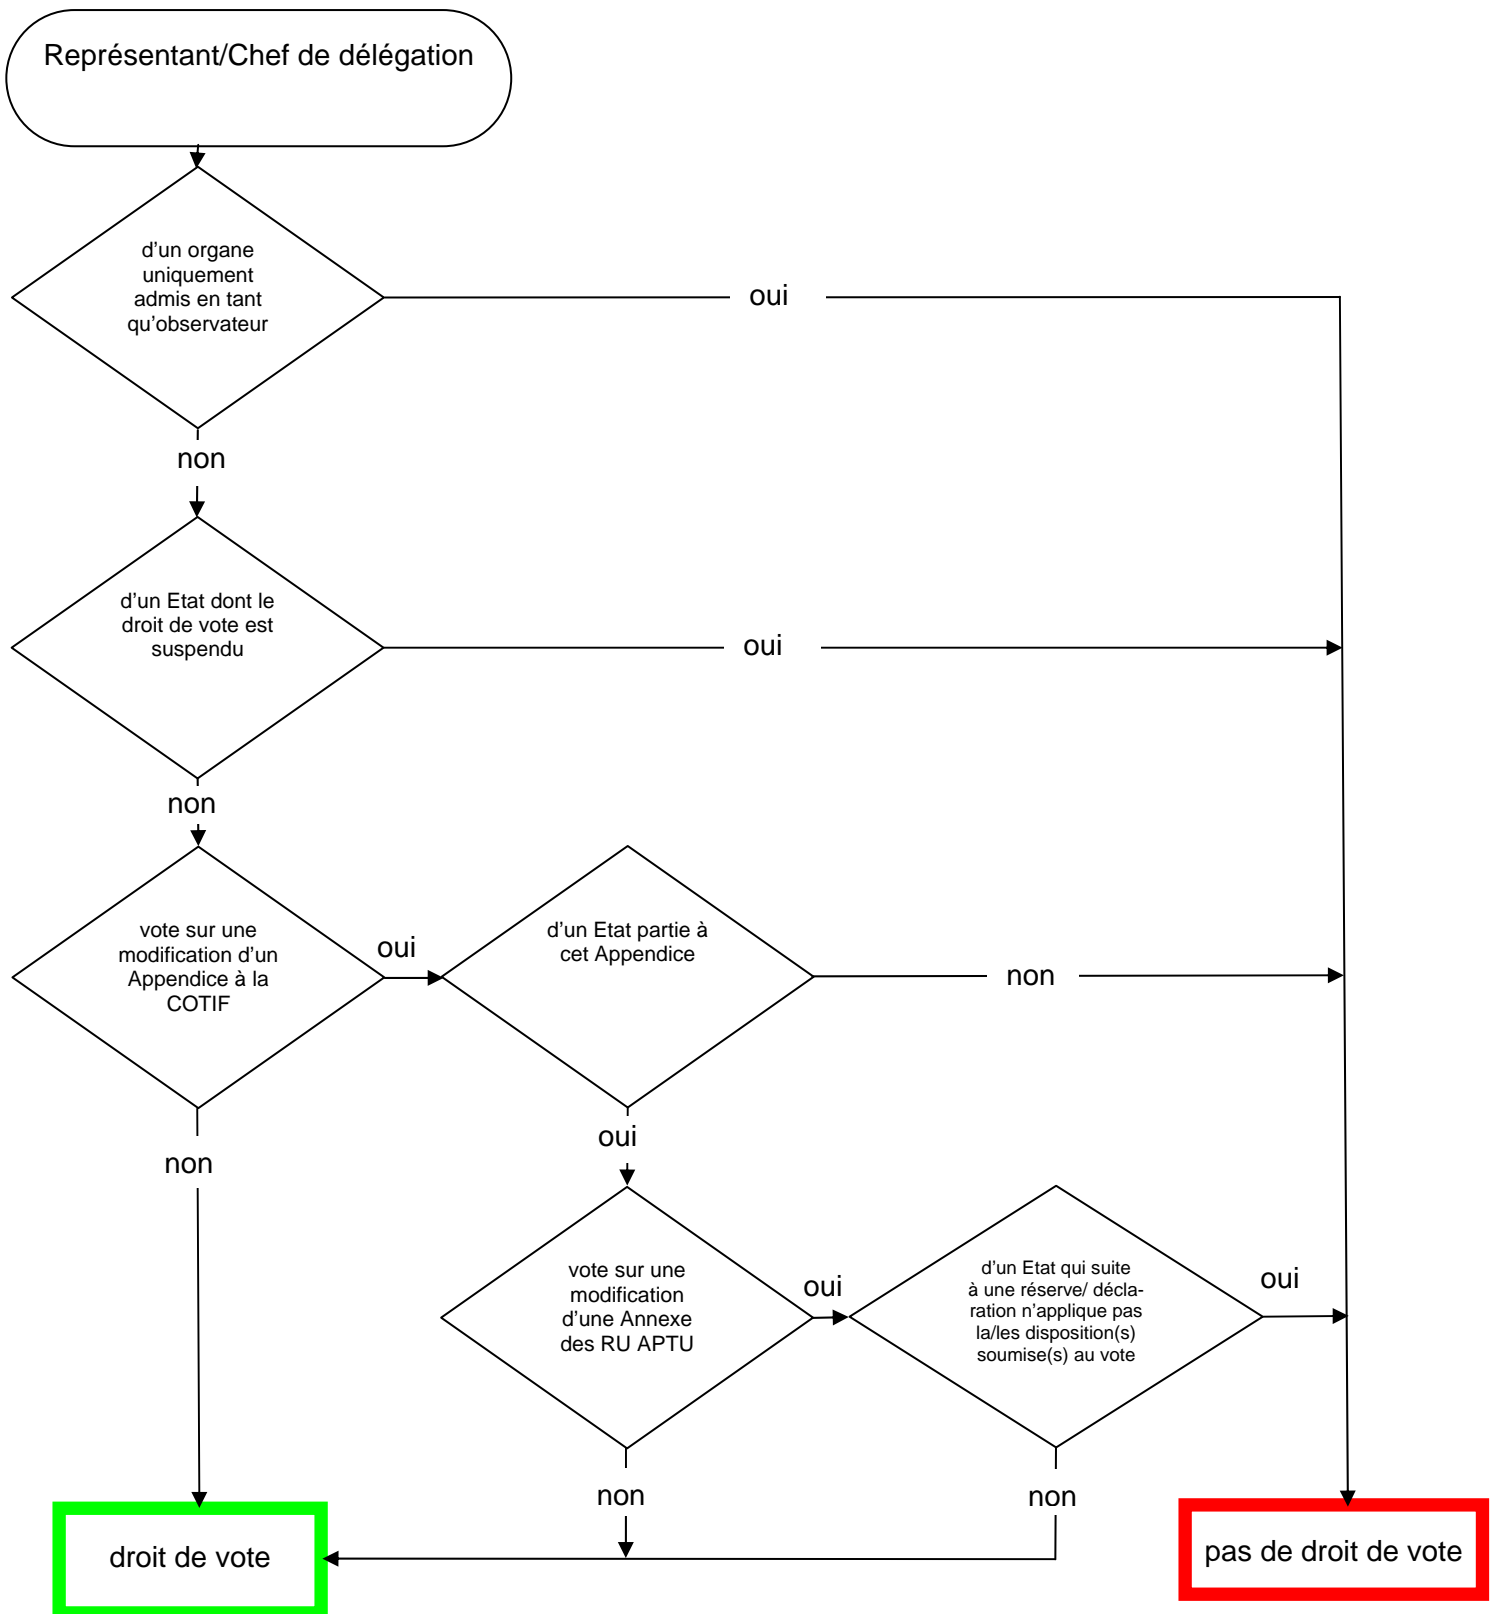 Représentant/Chef de délégation
d’un organe
uniquement
admis en tant
qu’observateur
oui
non
d’un Etat dont le
droit de vote est
suspendu
oui
non
vote sur une
modification d’un
Appendice à la
COTIF
oui
d’un Etat partie à
cet Appendice
non
oui
non
vote sur une
modification
d’une Annexe
des RU APTU
oui
d’un Etat qui suite
à une réserve/ décla-
ration n’applique pas
la/les disposition(s)
soumise(s) au vote
oui
non
non
droit de vote
pas de droit de vote